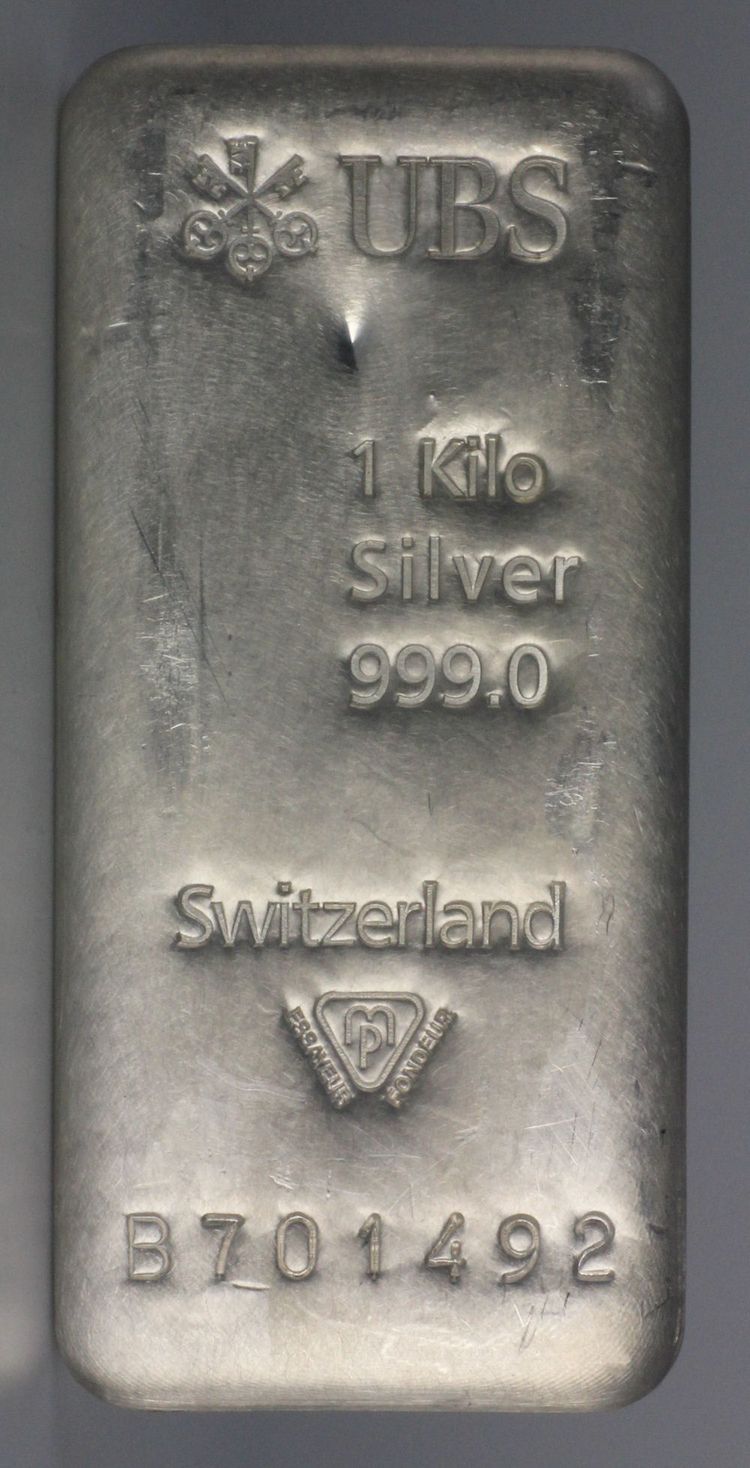 UBS
1 Kilo
Silver
999.0
Switzerland
MP
ESSAYEUR FONDEUR
B701492